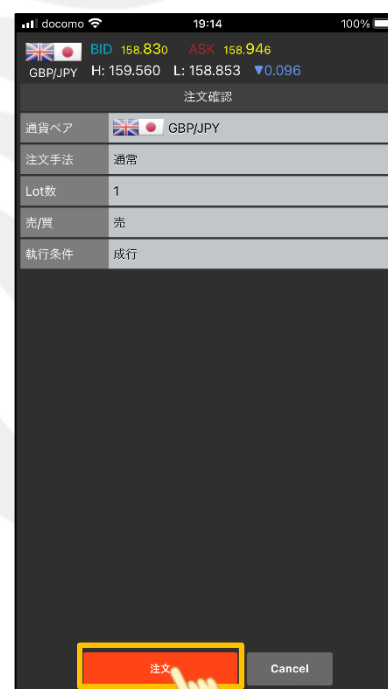 docomo 19:14 100%
BID 158.830 ASK 158.946
GBP/JPY H: 159.560 L: 158.853 ▼0.096
注文確認
通貨ペア GBP/JPY
注文手法 通常
Lot数 1
売/買 売
執行条件 成行
注文 Cancel